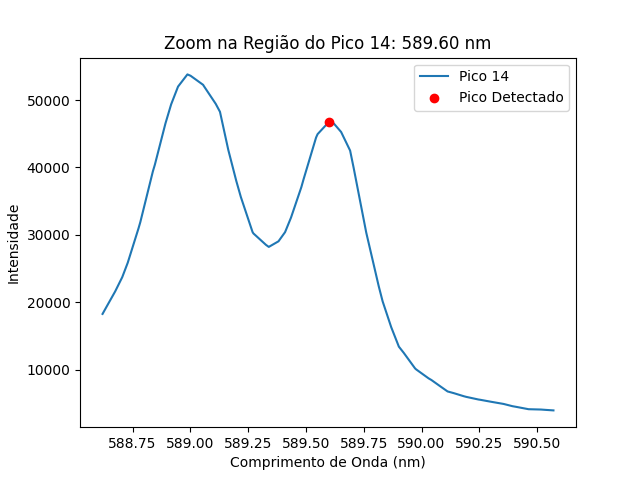 Zoom na Região do Pico 14: 589.60 nm
Pico 14
Pico Detectado
Intensidade
50000
40000
30000
20000
10000
588.75 589.00 589.25 589.50 589.75 590.00 590.25 590.50
Comprimento de Onda (nm)